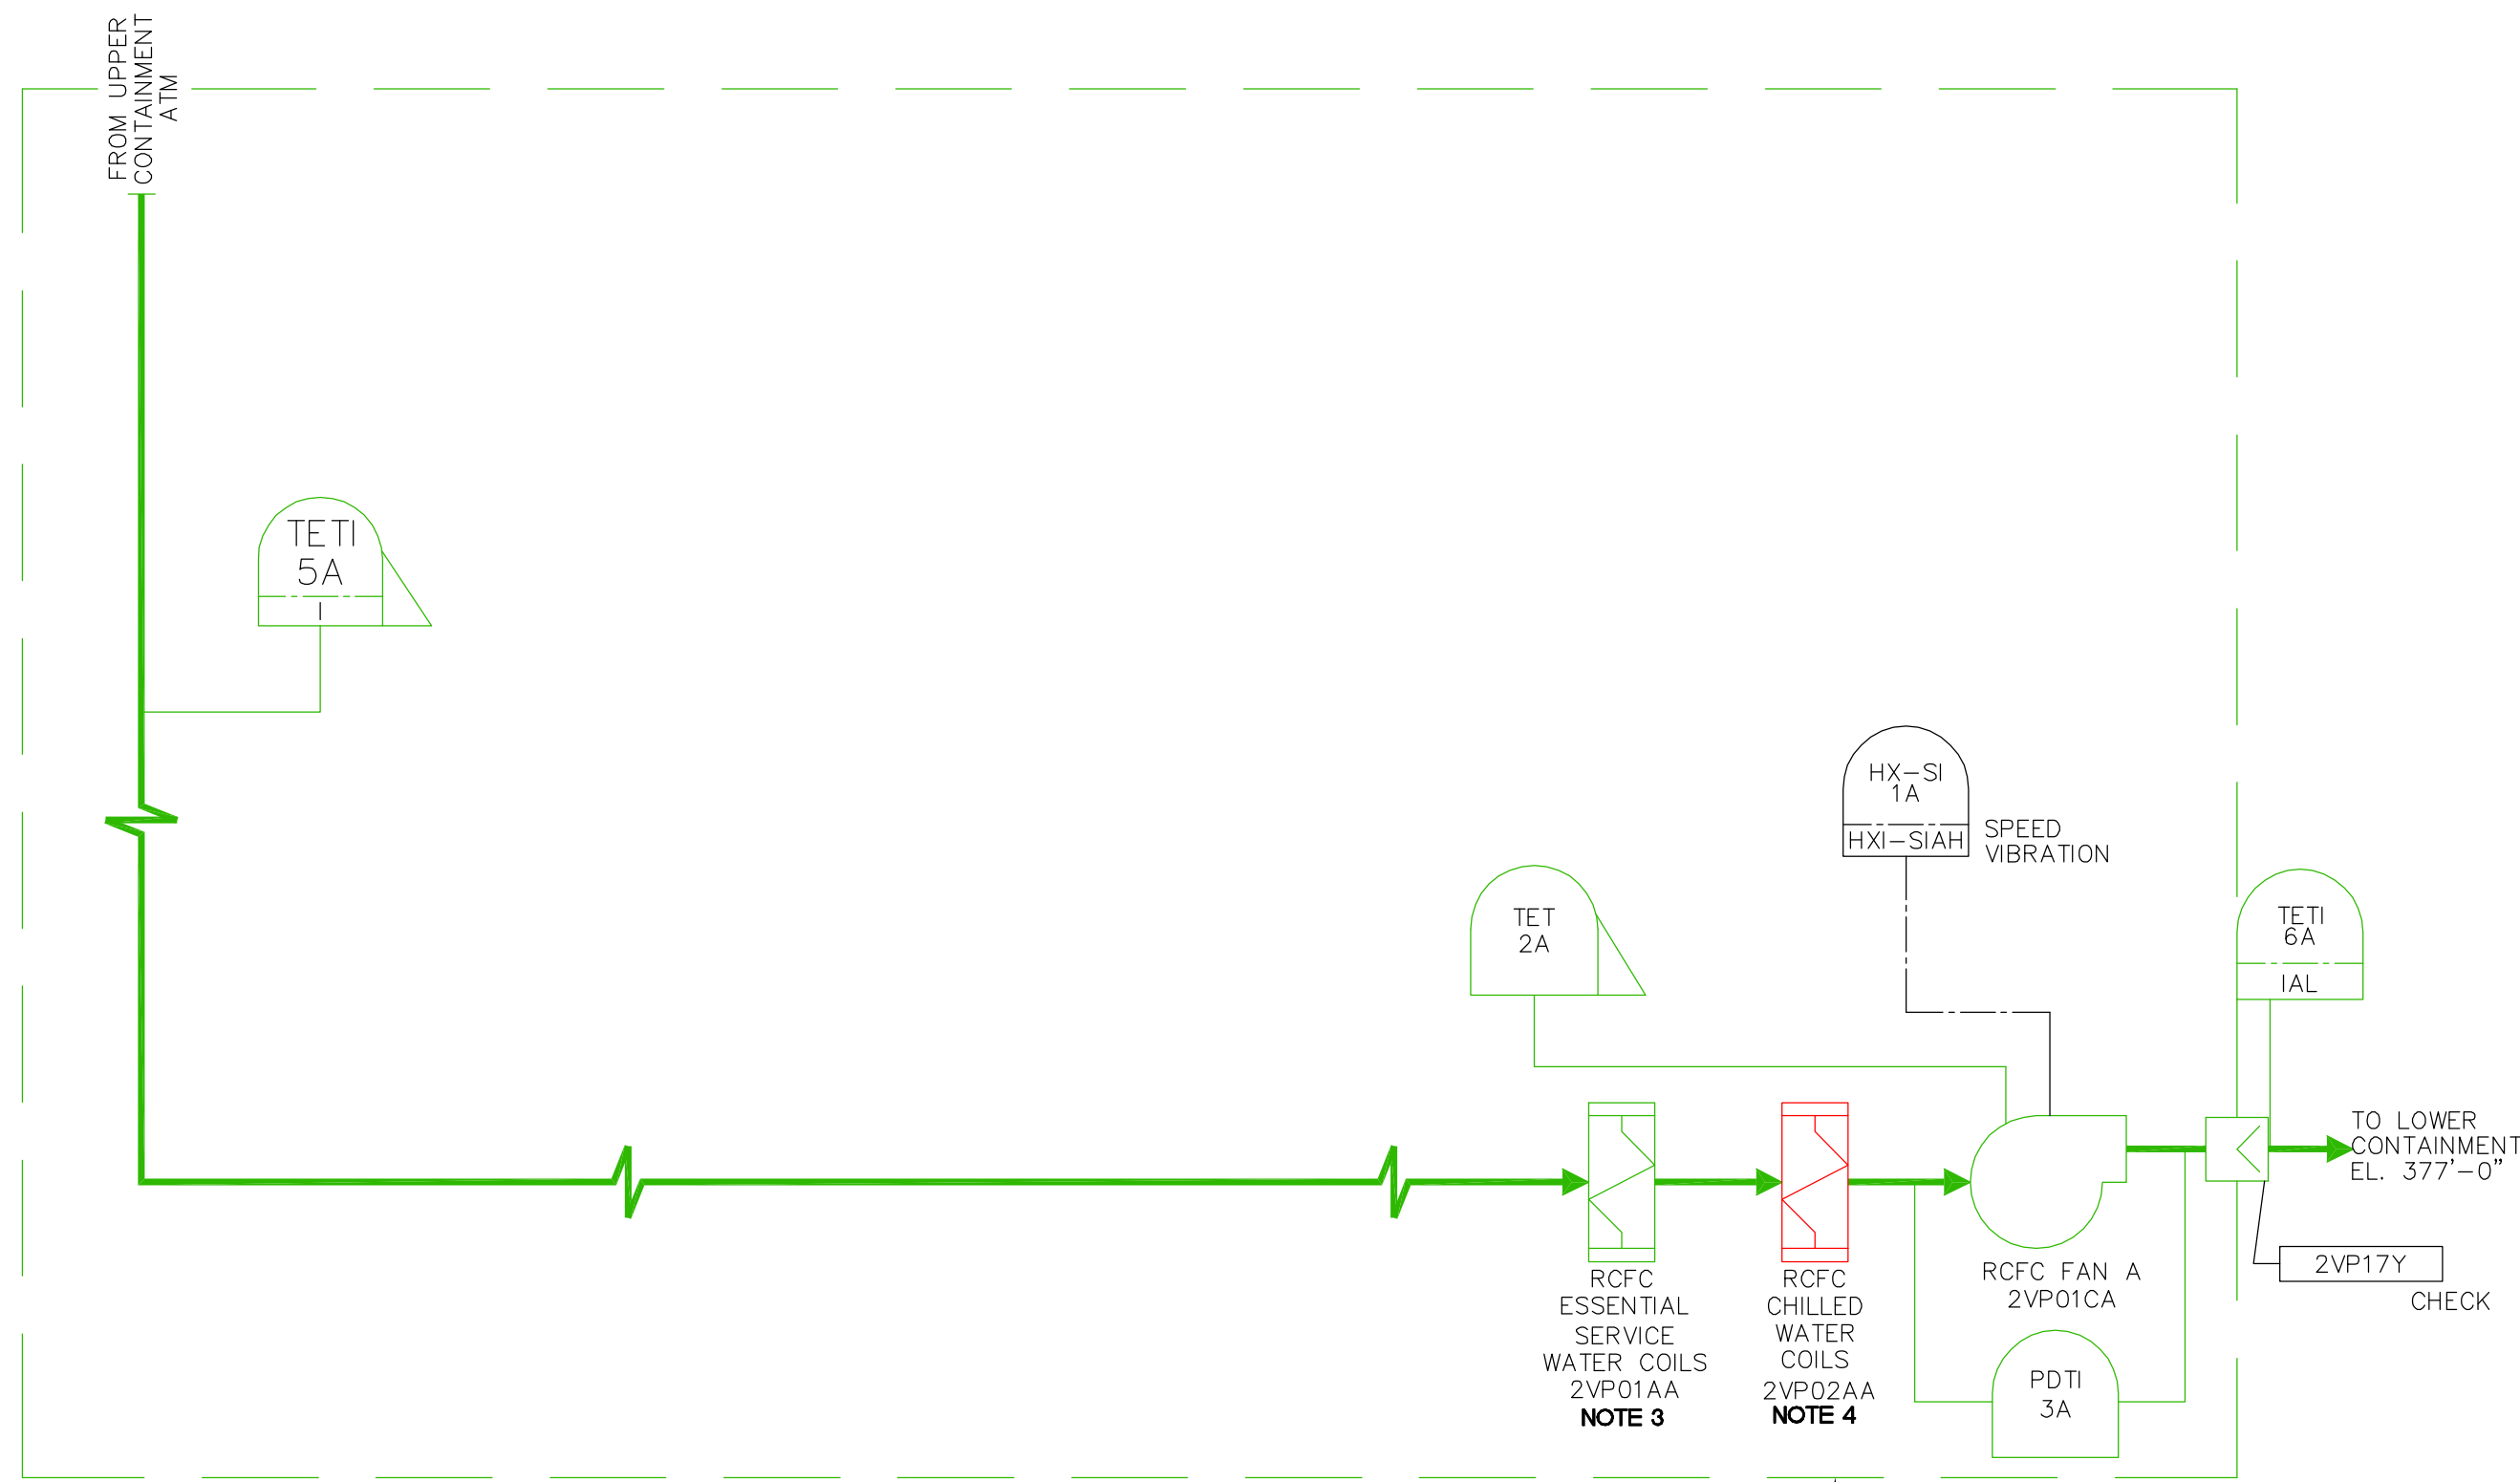 FROM UPPER
CONTAINMENT
ATM
TETI
5A
I
HX-SI
1A
HXI-SIAH
SPEED
VIBRATION
TET
2A
TETI
6A
IAL
TO LOWER
CONTAINMENT
EL. 377'-0"
2VP17Y
CHECK
RCFC
ESSENTIAL
SERVICE
WATER COILS
2VP01AA
NOTE 3
RCFC
CHILLED
WATER
COILS
2VP02AA
NOTE 4
RCFC FAN A
2VP01CA
PDTI
3A